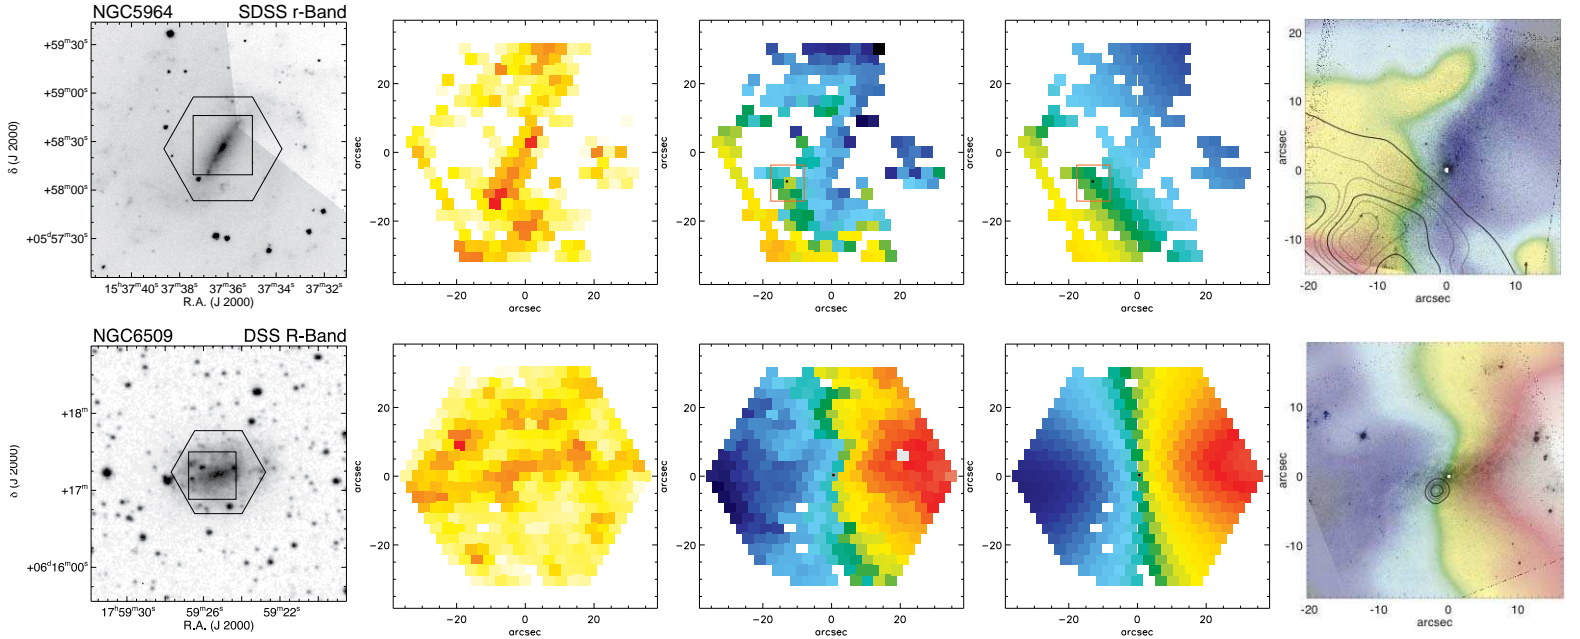 NGC5964 SDSS r-Band
δ (J 2000)
+59ᵐ30ˢ
+59ᵐ00ˢ
+58ᵐ30ˢ
+58ᵐ00ˢ
+05ᵈ57ᵐ30ˢ
15ʰ37ᵐ40ˢ 37ᵐ38ˢ 37ᵐ36ˢ 37ᵐ34ˢ 37ᵐ32ˢ
R.A. (J 2000)
20
0
−20
−20 0 20
arcsec
arcsec
20
0
−20
−20 0 20
arcsec
arcsec
20
0
−20
−20 0 20
arcsec
arcsec
20
10
0
-10
-20 -10 0 10
arcsec
NGC6509 DSS R-Band
δ (J 2000)
+18ᵐ
+17ᵐ
+06ᵈ16ᵐ00ˢ
17ʰ59ᵐ30ˢ 59ᵐ26ˢ 59ᵐ22ˢ
R.A. (J 2000)
20
0
−20
−20 0 20
arcsec
arcsec
20
0
−20
−20 0 20
arcsec
arcsec
20
0
−20
−20 0 20
arcsec
arcsec
10
0
-10
-20 -10 0 10
arcsec